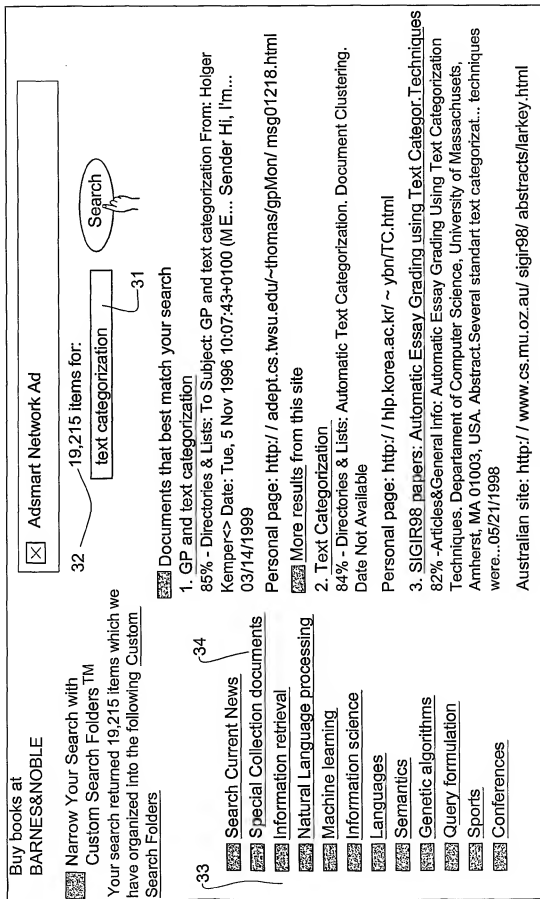 Buy books at
BARNES&NOBLE
Adsmart Network Ad
Narrow Your Search with
Custom Search Folders TM
Your search returned 19,215 items which we
have organized into the following Custom
Search Folders
33
34
Search Current News
Special Collection documents
Information retrieval
Natural Language processing
Machine learning
Information science
Languages
Semantics
Genetic algorithms
Query formulation
Sports
Conferences
32
19,215 items for:
text categorization
31
Search
Documents that best match your search
1. GP and text categorization
85% - Directories & Lists: To Subject: GP and text categorization From: Holger
Kemper<> Date: Tue, 5 Nov 1996 10:07:43+0100 (M E... Sender Hi, I'm...
03/14/1999
Personal page: http: / / adept.cs.twsu.edu/~thomas/gpMon/ msg01218.html
More results from this site
2. Text Categorization
84% - Directories & Lists: Automatic Text Categorization. Document Clustering.
Date Not Available
Personal page: http: / / hlp.korea.ac.kr/ ~ ybn/TC.html
3. SIGIR98 papers: Automatic Essay Grading using Text Categor.Techniques
82% -Articles&General Info: Automatic Essay Grading Using Text Categorization
Techniques. Departament of Computer Science, University of Massachusets,
Amherst, MA 01003, USA. Abstract.Several standart text categorizat... techniques
were...05/21/1998
Australian site: http: / / www.cs.mu.oz.au/ sigir98/ abstracts/larkey.html